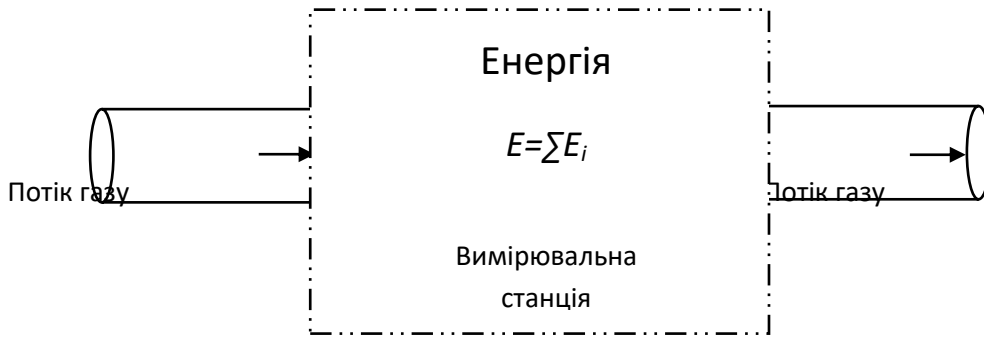 Енергія
E=∑Ei
Потік газу
Потік газу
Вимірювальна
станція